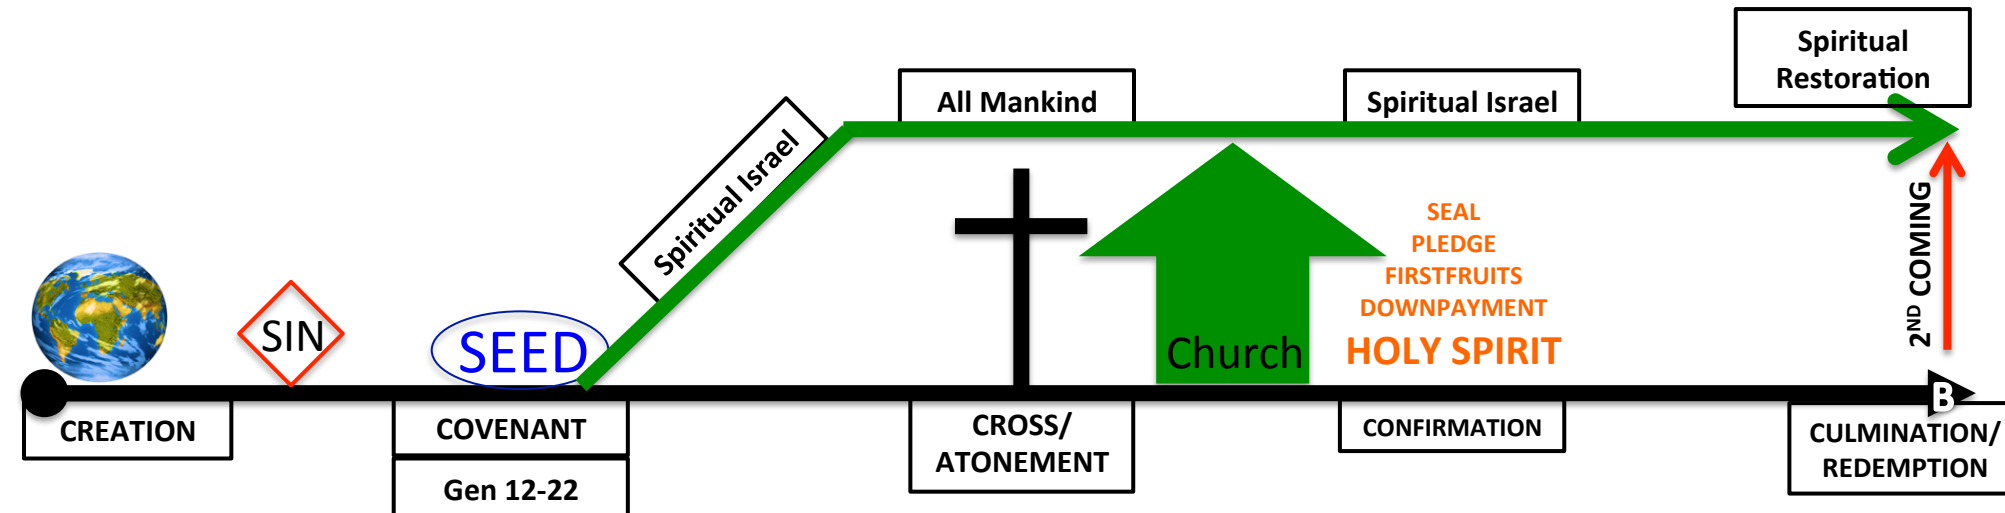 Spiritual
Restoration
All Mankind
Spiritual Israel
Spiritual Israel
SEAL
PLEDGE
FIRSTFRUITS
DOWNPAYMENT
HOLY SPIRIT
2ND COMING
SIN
SEED
Church
B
CREATION
COVENANT
Gen 12-22
CROSS/
ATONEMENT
CONFIRMATION
CULMINATION/
REDEMPTION